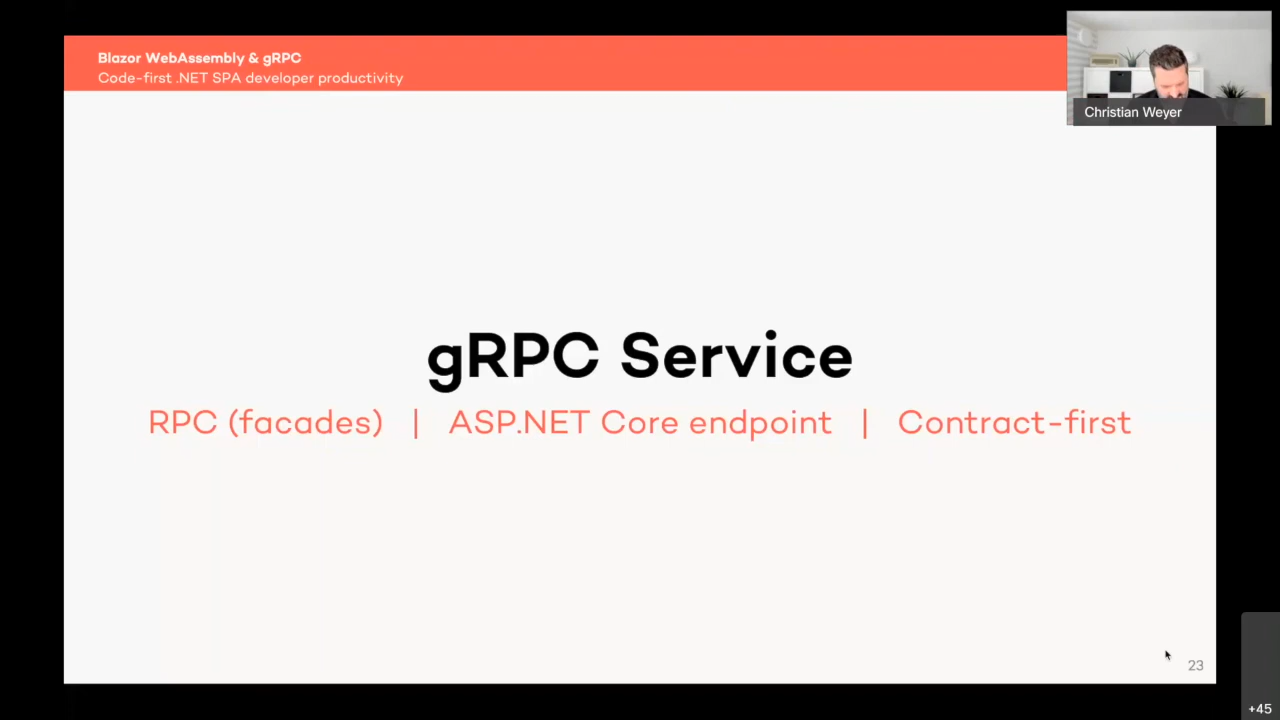 Blazor WebAssembly & gRPC
Code-first .NET SPA developer productivity
Christian Weyer
gRPC Service
RPC (facades) | ASP.NET Core endpoint | Contract-first
23
+45